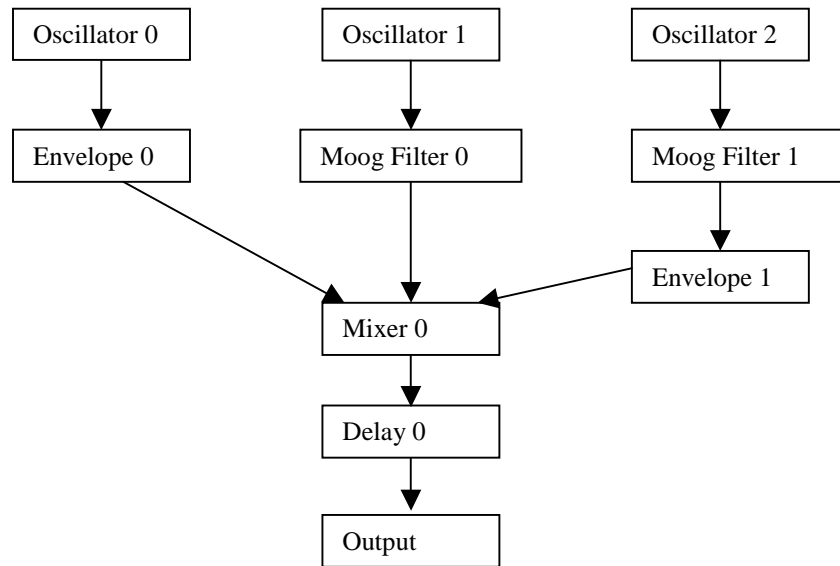 Oscillator 0
Oscillator 1
Oscillator 2
Envelope 0
Moog Filter 0
Moog Filter 1
Envelope 1
Mixer 0
Delay 0
Output